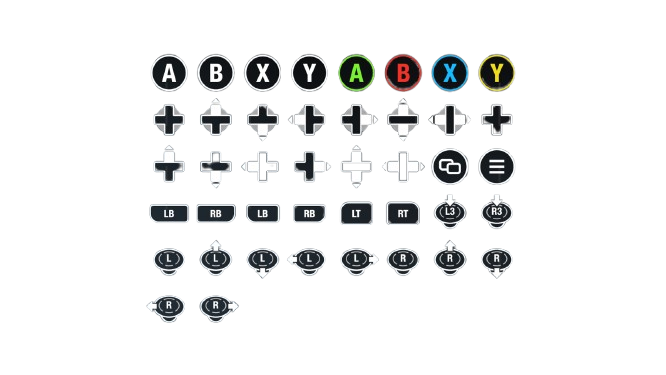 A B X Y A B X Y
LB RB LB RB LT RT L3 R3
L L L L L R R R
R R